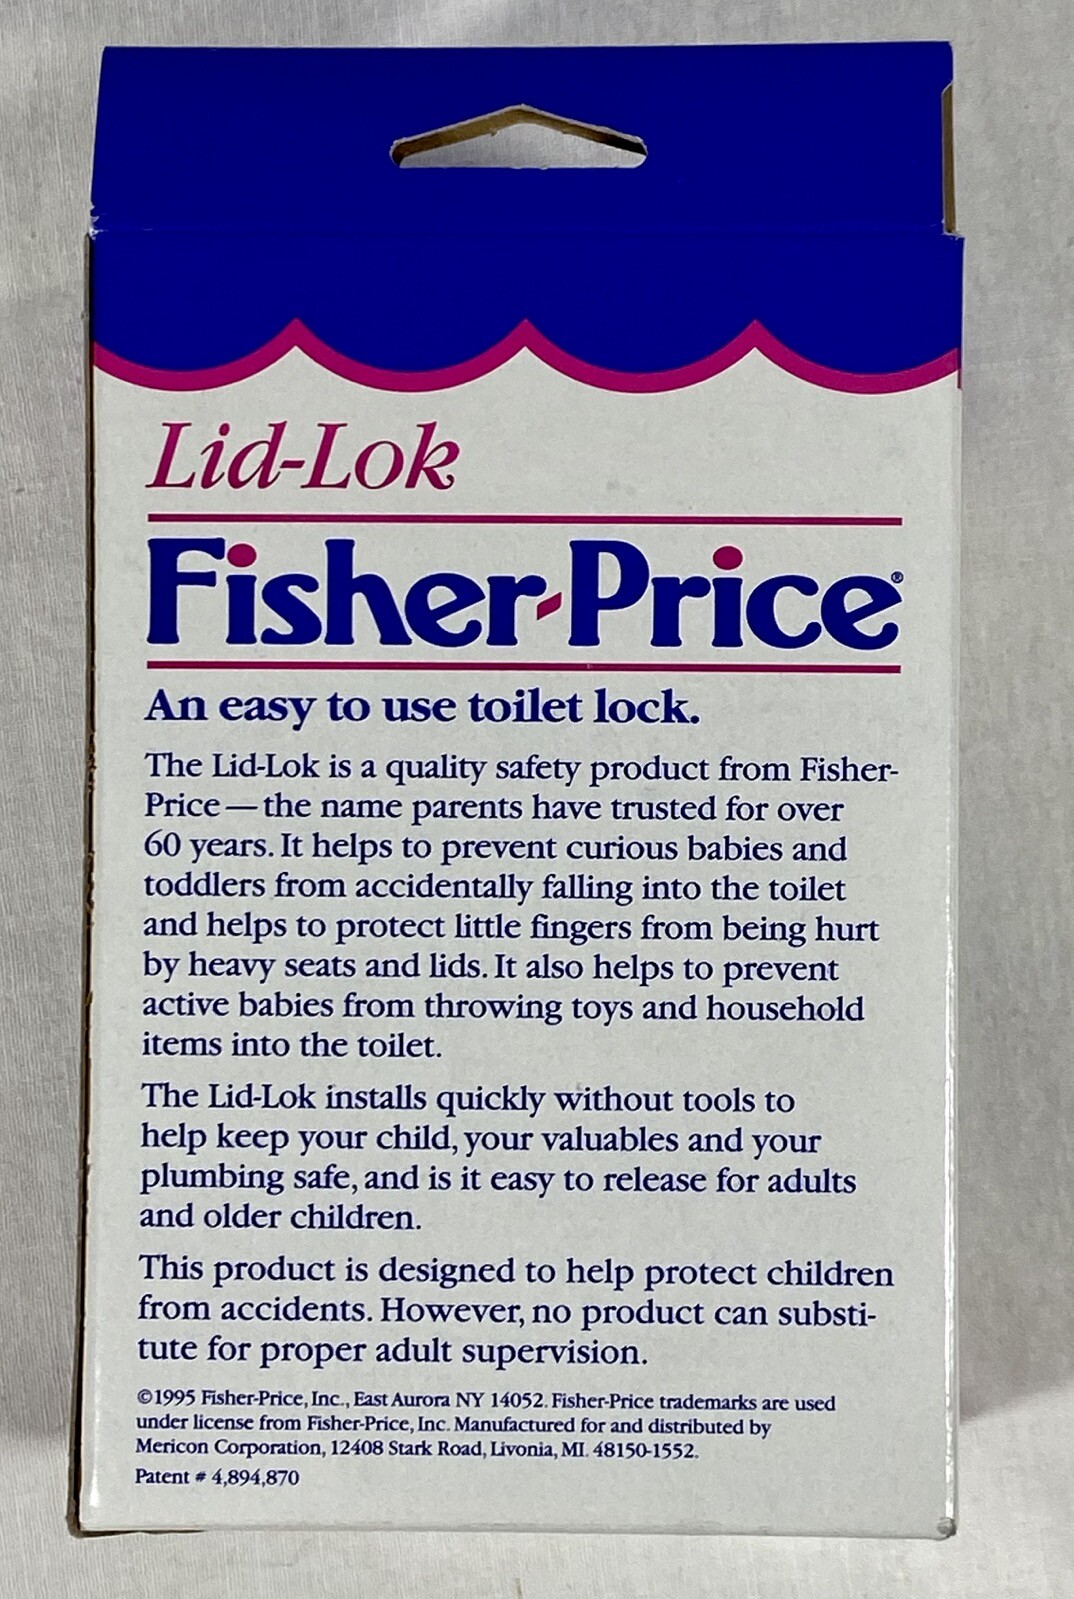 Lid-Lok
Fisher-Price®
An easy to use toilet lock.
The Lid-Lok is a quality safety product from Fisher-
Price — the name parents have trusted for over
60 years. It helps to prevent curious babies and
toddlers from accidentally falling into the toilet
and helps to protect little fingers from being hurt
by heavy seats and lids. It also helps to prevent
active babies from throwing toys and household
items into the toilet.
The Lid-Lok installs quickly without tools to
help keep your child, your valuables and your
plumbing safe, and is it easy to release for adults
and older children.
This product is designed to help protect children
from accidents. However, no product can substi-
tute for proper adult supervision.
©1995 Fisher-Price, Inc., East Aurora NY 14052. Fisher-Price trademarks are used
under license from Fisher-Price, Inc. Manufactured for and distributed by
Mericon Corporation, 12408 Stark Road, Livonia, MI. 48150-1552.
Patent # 4,894,870